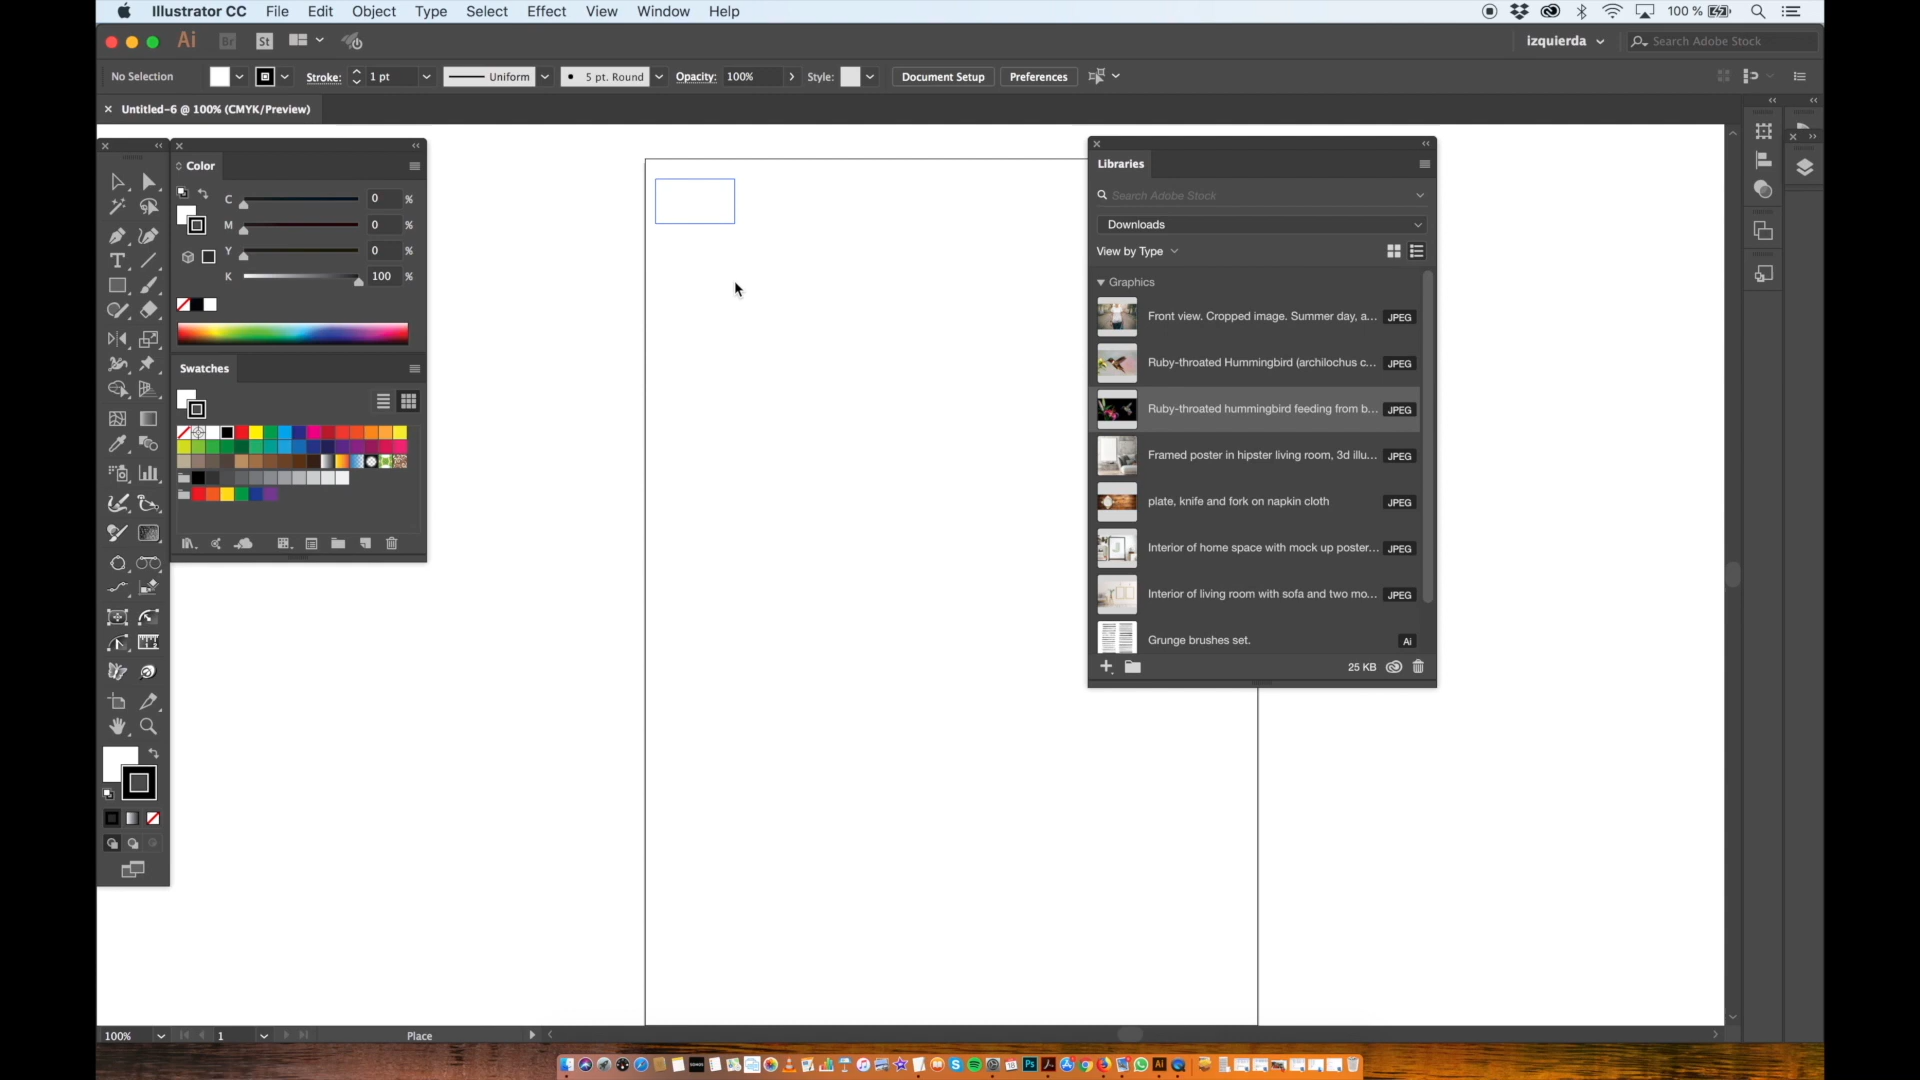 Illustrator CC File Edit Object Type Select Effect View Window Help 100 %
Ai Br St izquierda Search Adobe Stock
No Selection Stroke: 1 pt Uniform 5 pt. Round Opacity: 100% Style: Document Setup Preferences
Untitled-6 @ 100% (CMYK/Preview)
Color
C 0 %
M 0 %
Y 0 %
K 100 %
Swatches
Libraries
Search Adobe Stock
Downloads
View by Type
Graphics
Front view. Cropped image. Summer day, a... JPEG
Ruby-throated Hummingbird (archilochus c... JPEG
Ruby-throated hummingbird feeding from b... JPEG
Framed poster in hipster living room, 3d illu... JPEG
plate, knife and fork on napkin cloth JPEG
Interior of home space with mock up poster... JPEG
Interior of living room with sofa and two mo... JPEG
Grunge brushes set. Ai
25 KB
100% 1 Place